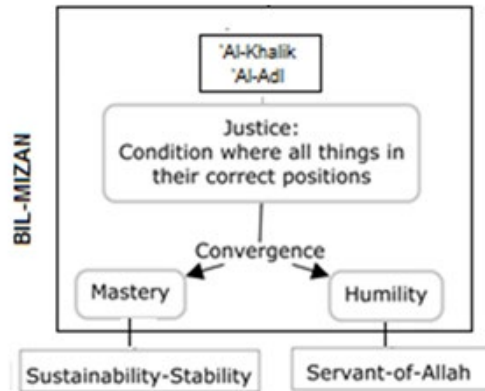 'Al-Khalik
'Al-Adl
Justice:
Condition where all things in
their correct positions
BIL-MIZAN
Convergence
Mastery
Humility
Sustainability-Stability
Servant-of-Allah